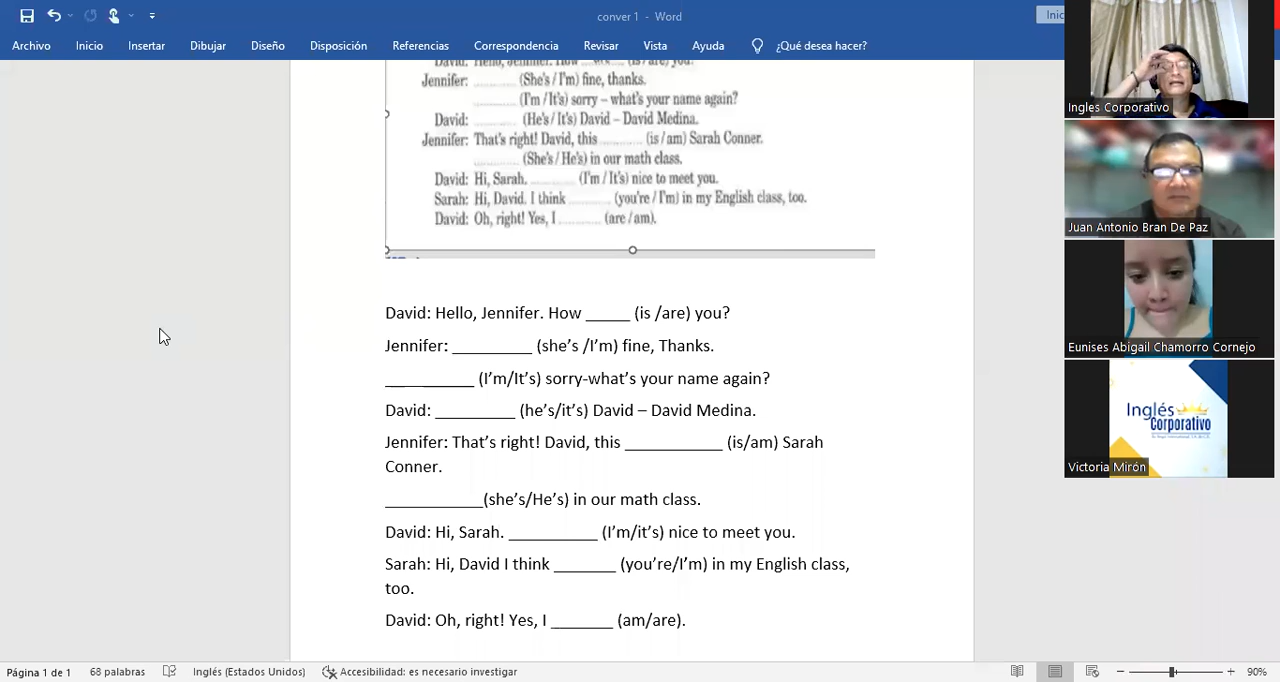 conver 1 - Word
Inic
Archivo Inicio Insertar Dibujar Diseño Disposición Referencias Correspondencia Revisar Vista Ayuda ¿Qué desea hacer?
David: Hello, Jennifer. How ........ (is / are) you?
Jennifer: ........ (She's / I'm) fine, thanks.
........ (I'm / It's) sorry – what's your name again?
David: ........ (He's / It's) David – David Medina.
Jennifer: That's right! David, this ........ (is / am) Sarah Conner.
........ (She's / He's) in our math class.
David: Hi, Sarah. ........ (I'm / It's) nice to meet you.
Sarah: Hi, David. I think ........ (you're / I'm) in my English class, too.
David: Oh, right! Yes, I ........ (are / am).
David: Hello, Jennifer. How _____ (is /are) you?
Jennifer: _________ (she's /I'm) fine, Thanks.
__________ (I'm/It's) sorry-what's your name again?
David: _________ (he's/it's) David – David Medina.
Jennifer: That's right! David, this ___________ (is/am) Sarah
Conner.
___________(she's/He's) in our math class.
David: Hi, Sarah. __________ (I'm/it's) nice to meet you.
Sarah: Hi, David I think _______ (you're/I'm) in my English class,
too.
David: Oh, right! Yes, I _______ (am/are).
Página 1 de 1 68 palabras Inglés (Estados Unidos) Accesibilidad: es necesario investigar 90%
Ingles Corporativo
Juan Antonio Bran De Paz
Eunises Abigail Chamorro Cornejo
Inglés
Corporativo
Victoria Mirón